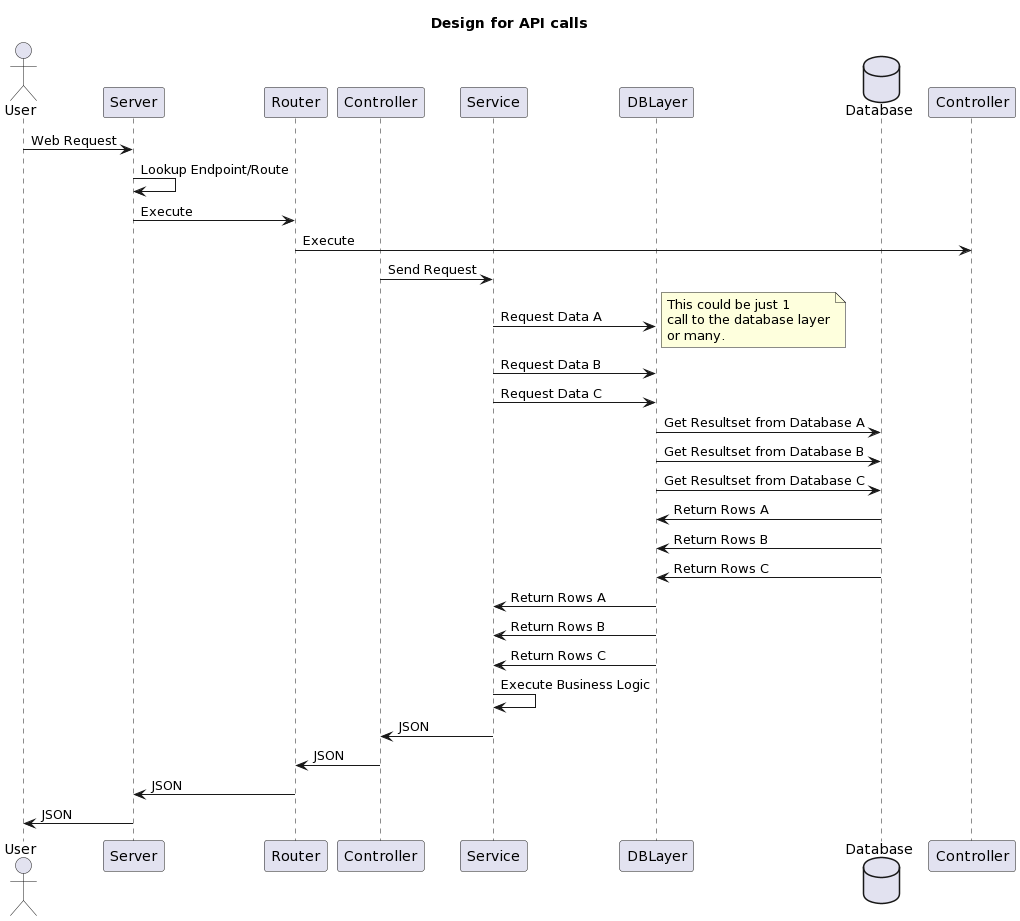 Design for API calls
User
Server
Router
Controller
Service
DBLayer
Database
Controller
Web Request
Lookup Endpoint/Route
Execute
Execute
Send Request
This could be just 1
call to the database layer
or many.
Request Data A
Request Data B
Request Data C
Get Resultset from Database A
Get Resultset from Database B
Get Resultset from Database C
Return Rows A
Return Rows B
Return Rows C
Return Rows A
Return Rows B
Return Rows C
Execute Business Logic
JSON
JSON
JSON
JSON
User
Server
Router
Controller
Service
DBLayer
Database
Controller